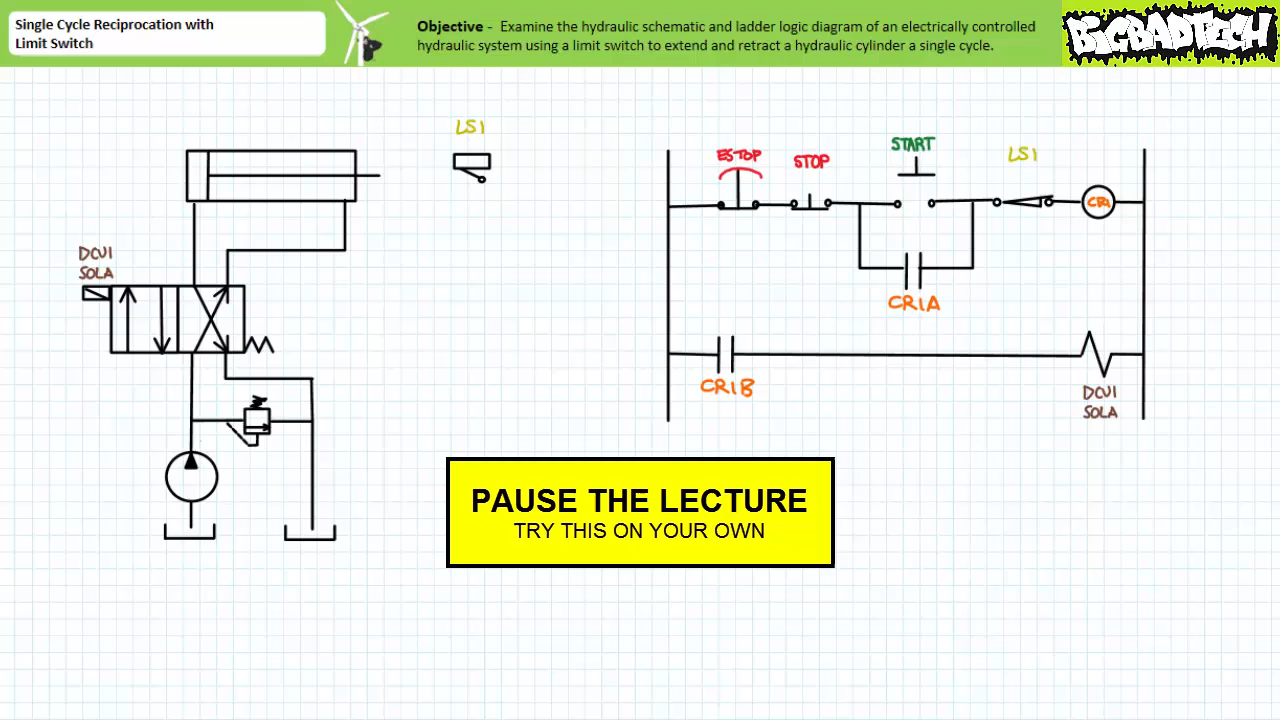 Single Cycle Reciprocation with
Limit Switch
Objective - Examine the hydraulic schematic and ladder logic diagram of an electrically controlled
hydraulic system using a limit switch to extend and retract a hydraulic cylinder a single cycle.
BIGBADTECH
LS1
DCV1
SOLA
ESTOP
STOP
START
LS1
CR1
CR1A
CR1B
DCV1
SOLA
PAUSE THE LECTURE
TRY THIS ON YOUR OWN